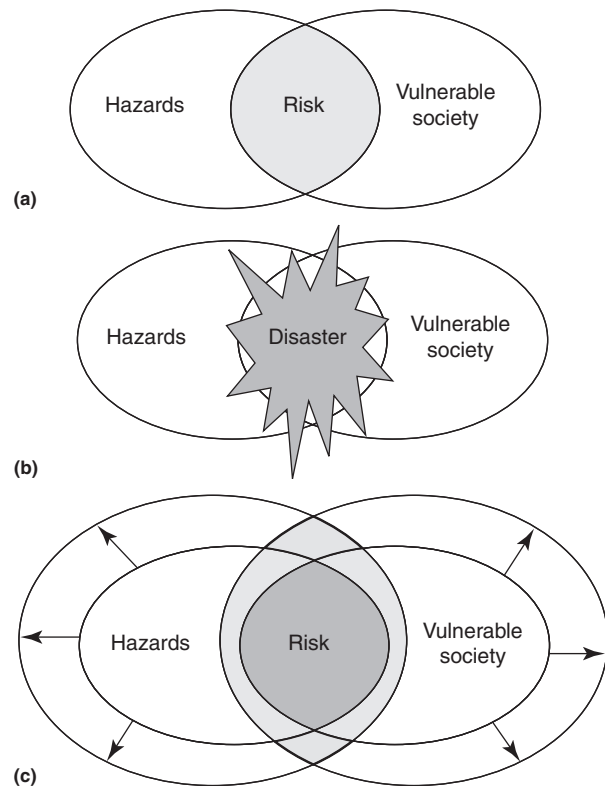 Hazards
Risk
Vulnerable
society
(a)
Hazards
Disaster
Vulnerable
society
(b)
Hazards
Risk
Vulnerable
society
(c)